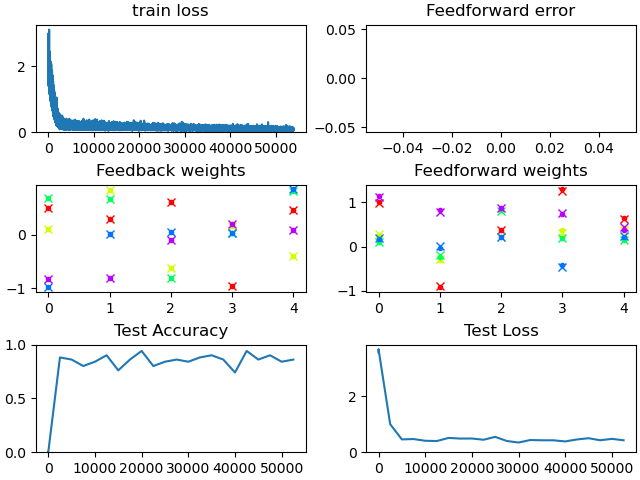 train loss
2
0
0 10000 20000 30000 40000 50000
Feedforward error
0.05
0.00
−0.05
−0.04 −0.02 0.00 0.02 0.04
Feedback weights
0
−1
0 1 2 3 4
Feedforward weights
1
0
−1
0 1 2 3 4
Test Accuracy
1.0
0.5
0.0
0 10000 20000 30000 40000 50000
Test Loss
2
0
0 10000 20000 30000 40000 50000